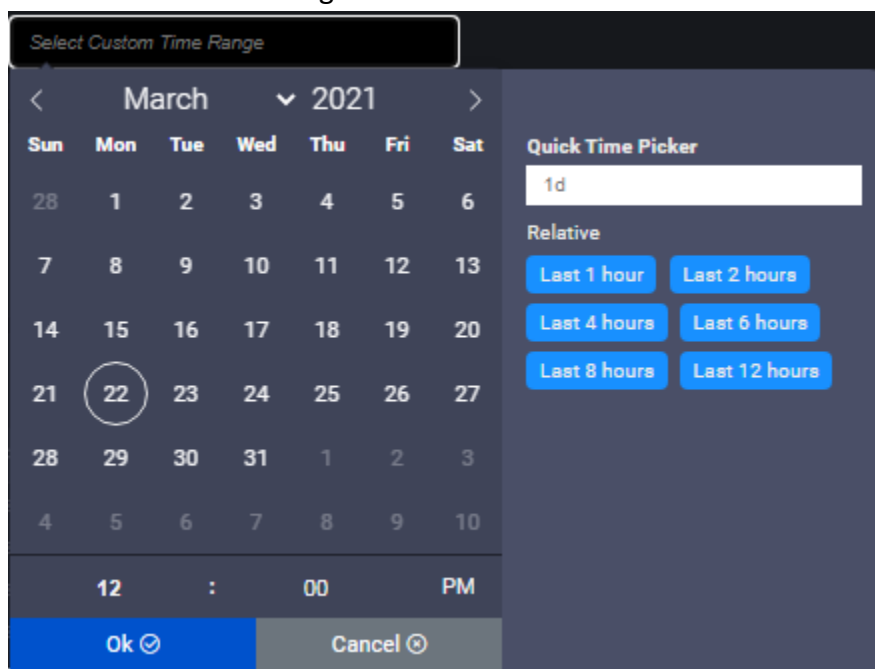 Select Custom Time Range
March 2021
Sun Mon Tue Wed Thu Fri Sat
28 1 2 3 4 5 6
7 8 9 10 11 12 13
14 15 16 17 18 19 20
21 22 23 24 25 26 27
28 29 30 31 1 2 3
4 5 6 7 8 9 10
12 : 00 PM
Ok Cancel
Quick Time Picker
1d
Relative
Last 1 hour Last 2 hours
Last 4 hours Last 6 hours
Last 8 hours Last 12 hours